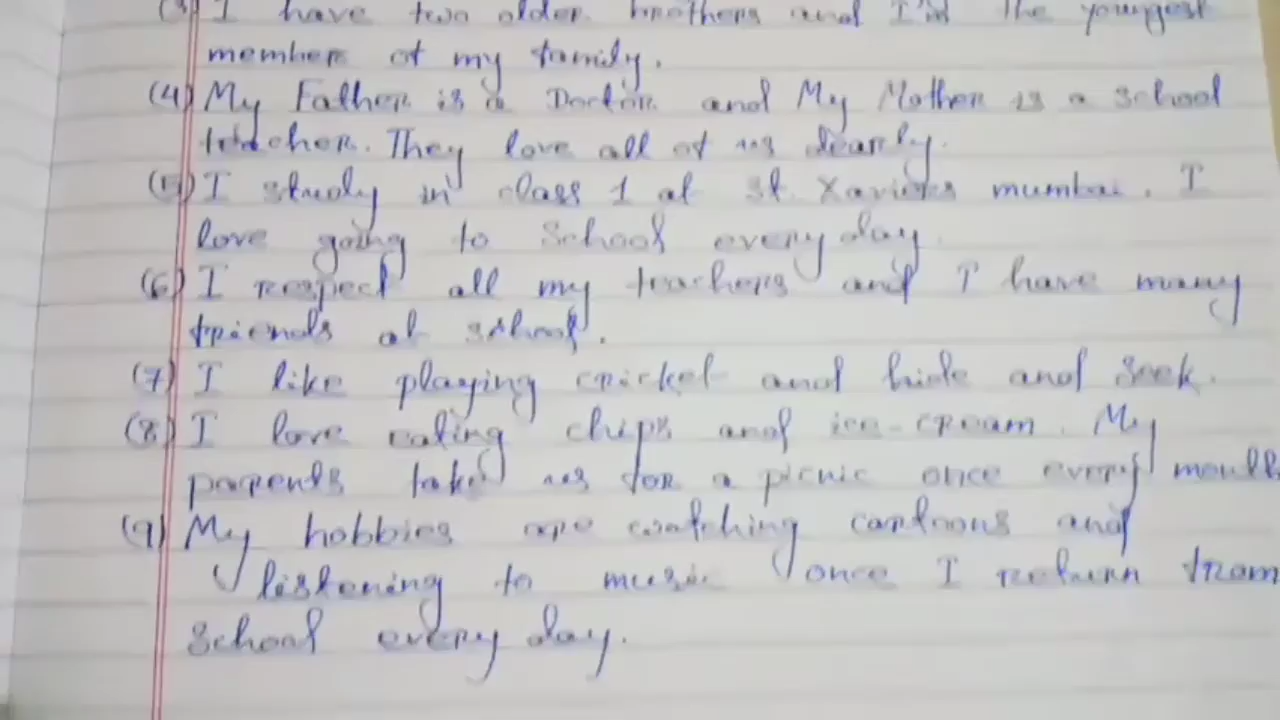 (3) I have two older brothers and I'm the youngest
member of my family.
(4) My Father is a Doctor and My Mother is a school
teacher. They love all of us dearly.
(5) I study in class 1 at St. Xaviers mumbai. I
love going to school every day.
(6) I respect all my teachers and I have many
friends at school.
(7) I like playing cricket and hide and seek.
(8) I love eating chips and ice-cream. My
parents take us for a picnic once every month
(9) My hobbies are watching cartoons and
listening to music once I return from
school every day.